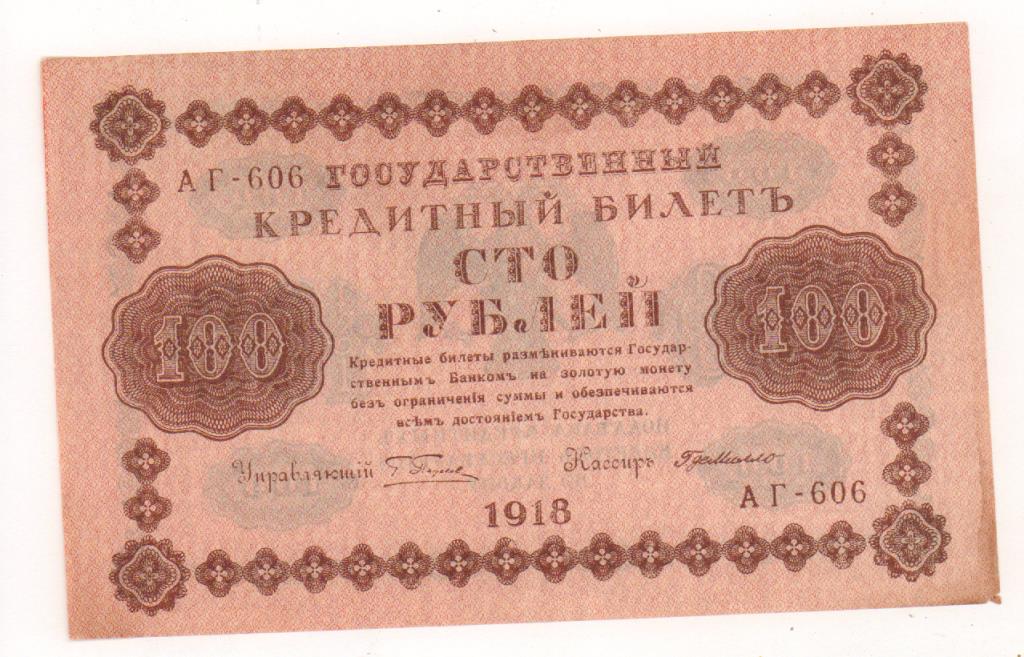 АГ-606 ГОСУДАРСТВЕННЫЙ
КРЕДИТНЫЙ БИЛЕТЪ
СТО
РУБЛЕЙ
100
100
Кредитные билеты размѣниваются Государ-
ственнымъ Банкомъ на золотую монету
безъ ограниченія суммы и обезпечиваются
всѣмъ достояніемъ Государства.
Управляющій
Кассиръ
АГ-606
1918